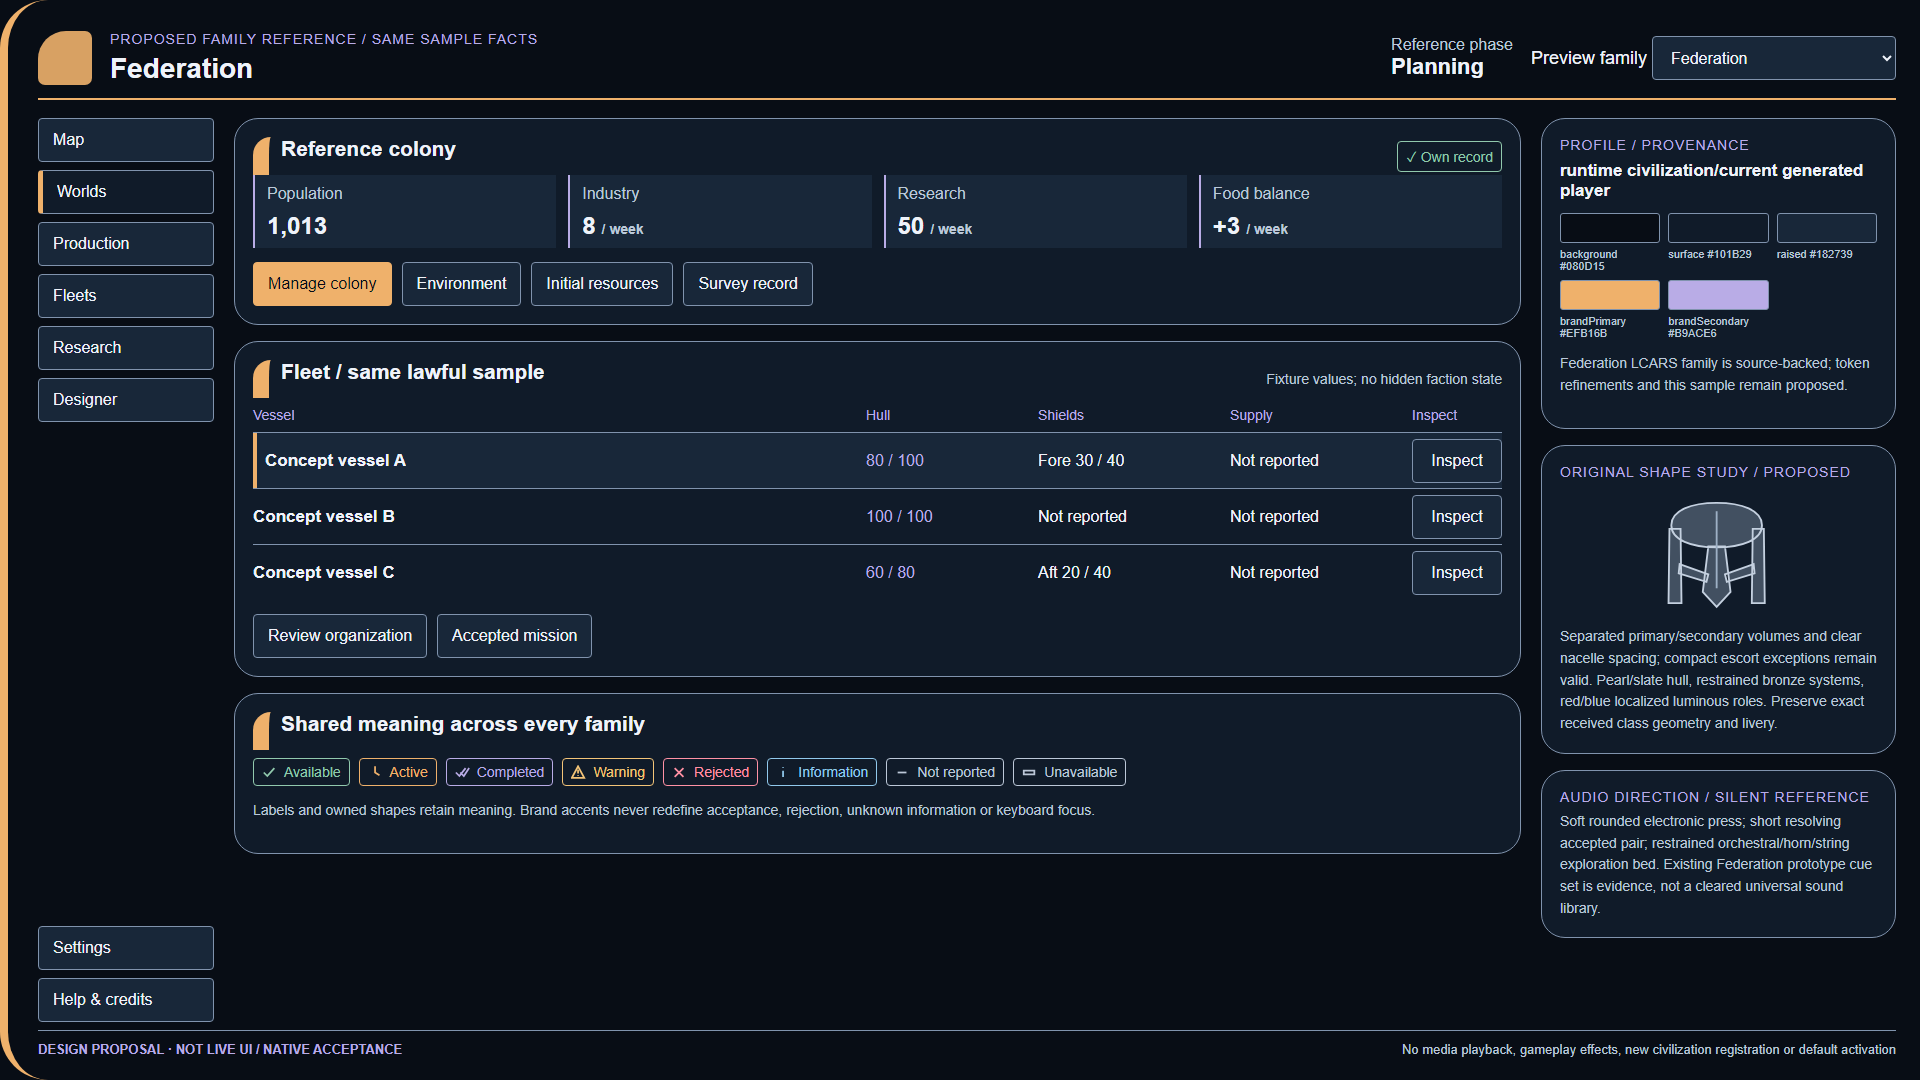 PROPOSED FAMILY REFERENCE / SAME SAMPLE FACTS
Federation
Reference phase
Planning
Preview family
Federation
Map
Worlds
Production
Fleets
Research
Designer
Settings
Help & credits
Reference colony
✓ Own record
Population
1,013
Industry
8 / week
Research
50 / week
Food balance
+3 / week
Manage colony
Environment
Initial resources
Survey record
Fleet / same lawful sample
Fixture values; no hidden faction state
Vessel Hull Shields Supply Inspect
Concept vessel A 80 / 100 Fore 30 / 40 Not reported Inspect
Concept vessel B 100 / 100 Not reported Not reported Inspect
Concept vessel C 60 / 80 Aft 20 / 40 Not reported Inspect
Review organization
Accepted mission
Shared meaning across every family
Available
Active
Completed
Warning
Rejected
Information
Not reported
Unavailable
Labels and owned shapes retain meaning. Brand accents never redefine acceptance, rejection, unknown information or keyboard focus.
PROFILE / PROVENANCE
runtime civilization/current generated
player
background
#080D15
surface #101B29
raised #182739
brandPrimary
#EFB16B
brandSecondary
#B9ACE6
Federation LCARS family is source-backed; token
refinements and this sample remain proposed.
ORIGINAL SHAPE STUDY / PROPOSED
Separated primary/secondary volumes and clear
nacelle spacing; compact escort exceptions remain
valid. Pearl/slate hull, restrained bronze systems,
red/blue localized luminous roles. Preserve exact
received class geometry and livery.
AUDIO DIRECTION / SILENT REFERENCE
Soft rounded electronic press; short resolving
accepted pair; restrained orchestral/horn/string
exploration bed. Existing Federation prototype cue
set is evidence, not a cleared universal sound
library.
DESIGN PROPOSAL · NOT LIVE UI / NATIVE ACCEPTANCE
No media playback, gameplay effects, new civilization registration or default activation